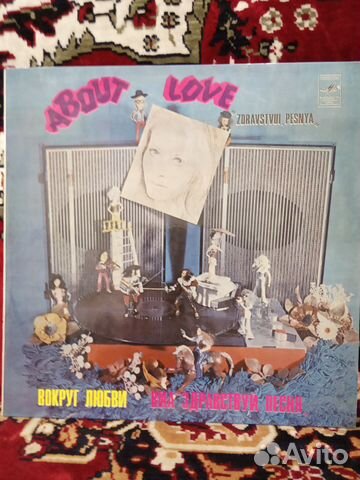 ABOUT LOVE
ZDRAVSTVUI, PESNYA
ВОКРУГ ЛЮБВИ ВИА ЗДРАВСТВУЙ ПЕСНЯ
Avito